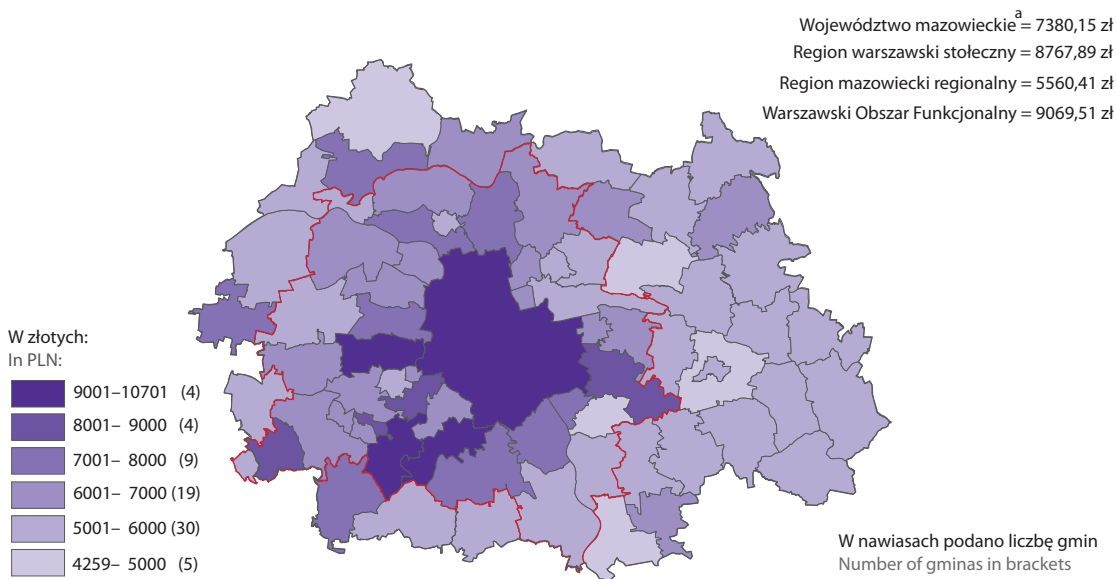 Województwo mazowieckie a = 7380,15 zł
Region warszawski stołeczny = 8767,89 zł
Region mazowiecki regionalny = 5560,41 zł
Warszawski Obszar Funkcjonalny = 9069,51 zł
W złotych:
In PLN:
9001–10701 (4)
8001– 9000 (4)
7001– 8000 (9)
6001– 7000 (19)
5001– 6000 (30)
4259– 5000 (5)
W nawiasach podano liczbę gmin
Number of gminas in brackets